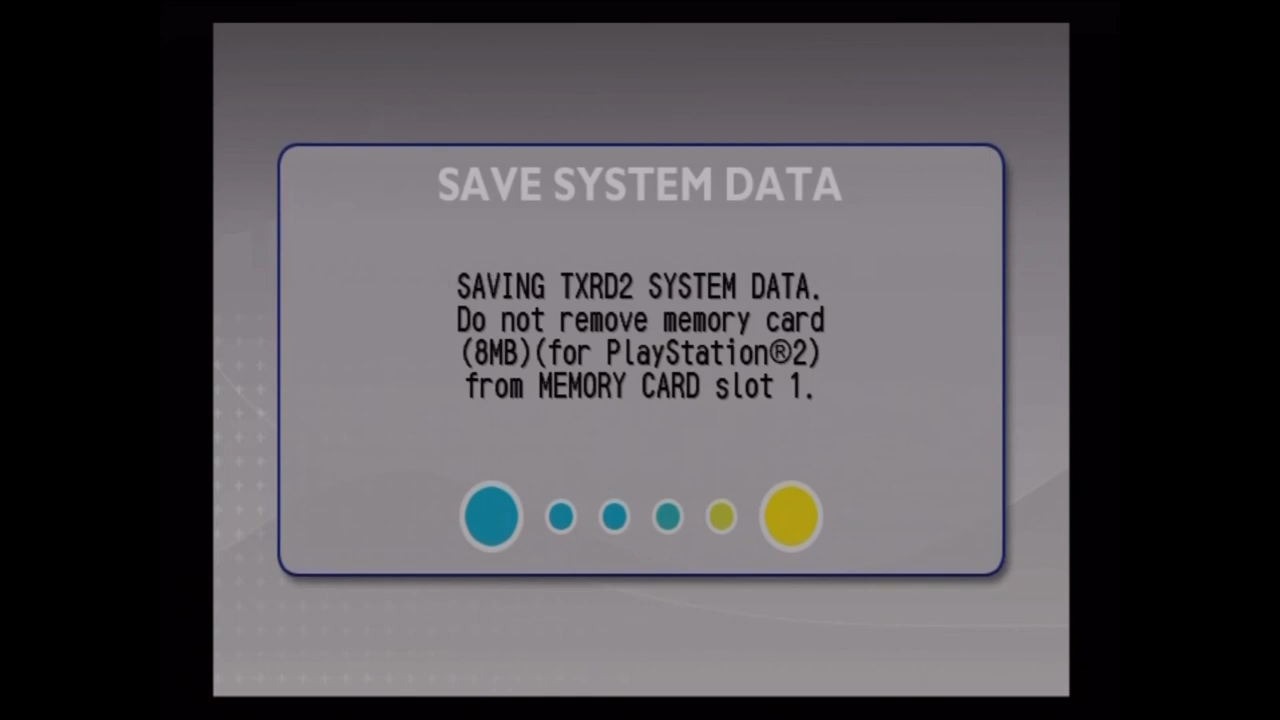 SAVE SYSTEM DATA
SAVING TXRD2 SYSTEM DATA.
Do not remove memory card
(8MB)(for PlayStation®2)
from MEMORY CARD slot 1.